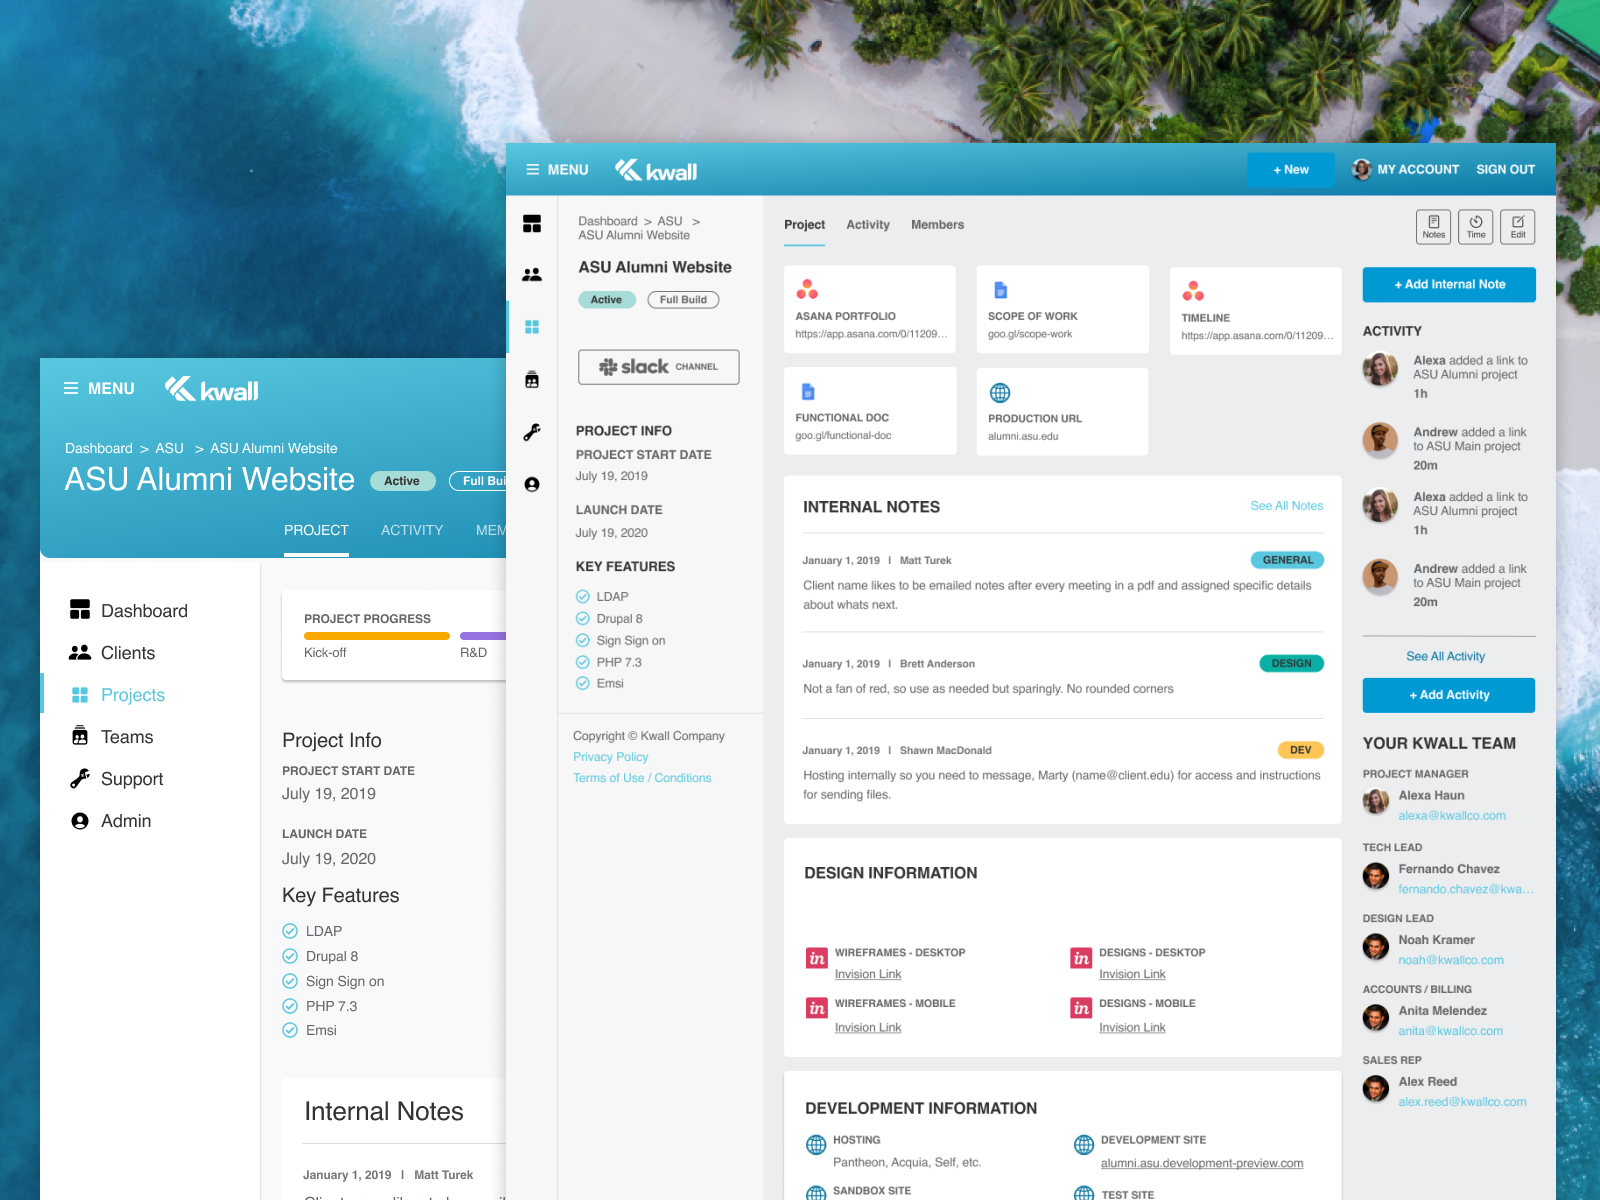 MENU
kwall
+ New
MY ACCOUNT
SIGN OUT
Dashboard > ASU >
ASU Alumni Website
ASU Alumni Website
Active
Full Build
slack CHANNEL
PROJECT INFO
PROJECT START DATE
July 19, 2019
LAUNCH DATE
July 19, 2020
KEY FEATURES
LDAP
Drupal 8
Sign Sign on
PHP 7.3
Emsi
Copyright © Kwall Company
Privacy Policy
Terms of Use / Conditions
Project
Activity
Members
Notes
Time
Edit
ASANA PORTFOLIO
https://app.asana.com/0/11209...
SCOPE OF WORK
goo.gl/scope-work
TIMELINE
https://app.asana.com/0/11209...
FUNCTIONAL DOC
goo.gl/functional-doc
PRODUCTION URL
alumni.asu.edu
INTERNAL NOTES
See All Notes
January 1, 2019 | Matt Turek
GENERAL
Client name likes to be emailed notes after every meeting in a pdf and assigned specific details
about whats next.
January 1, 2019 | Brett Anderson
DESIGN
Not a fan of red, so use as needed but sparingly. No rounded corners
January 1, 2019 | Shawn MacDonald
DEV
Hosting internally so you need to message, Marty (name@client.edu) for access and instructions
for sending files.
DESIGN INFORMATION
in WIREFRAMES - DESKTOP
Invision Link
in DESIGNS - DESKTOP
Invision Link
in WIREFRAMES - MOBILE
Invision Link
in DESIGNS - MOBILE
Invision Link
DEVELOPMENT INFORMATION
HOSTING
Pantheon, Acquia, Self, etc.
DEVELOPMENT SITE
alumni.asu.development-preview.com
SANDBOX SITE
TEST SITE
+ Add Internal Note
ACTIVITY
Alexa added a link to
ASU Alumni project
1h
Andrew added a link
to ASU Main project
20m
Alexa added a link to
ASU Alumni project
1h
Andrew added a link
to ASU Main project
20m
See All Activity
+ Add Activity
YOUR KWALL TEAM
PROJECT MANAGER
Alexa Haun
alexa@kwallco.com
TECH LEAD
Fernando Chavez
fernando.chavez@kwa...
DESIGN LEAD
Noah Kramer
noah@kwallco.com
ACCOUNTS / BILLING
Anita Melendez
anita@kwallco.com
SALES REP
Alex Reed
alex.reed@kwallco.com
MENU
kwall
Dashboard > ASU > ASU Alumni Website
ASU Alumni Website
Active
Full Bui
PROJECT
ACTIVITY
MEM
Dashboard
Clients
Projects
Teams
Support
Admin
PROJECT PROGRESS
Kick-off
R&D
Project Info
PROJECT START DATE
July 19, 2019
LAUNCH DATE
July 19, 2020
Key Features
LDAP
Drupal 8
Sign Sign on
PHP 7.3
Emsi
Internal Notes
January 1, 2019 | Matt Turek